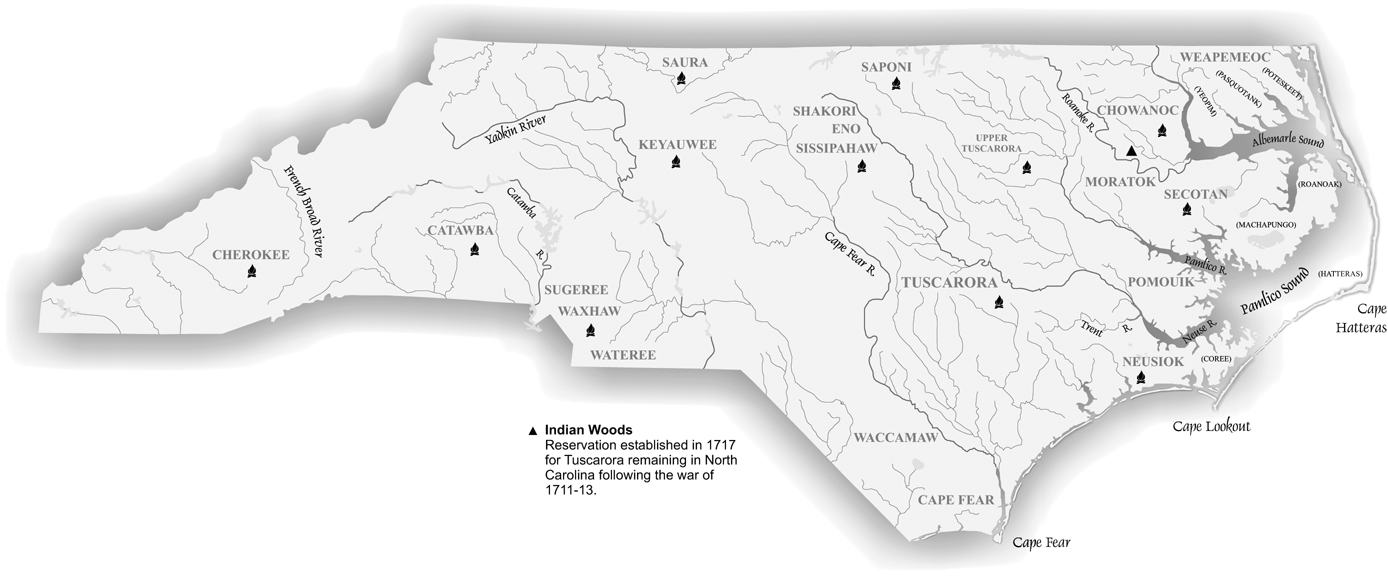 WEAPEMEOC
SAURA
SAPONI
(POTESKEET)
(PASQUOTANK)
(YEOPIM)
Roanoke R.
CHOWANOC
SHAKORI
ENO
SISSIPAHAW
Yadkin River
KEYAUWEE
UPPER
TUSCARORA
Albemarle Sound
MORATOK
SECOTAN
(ROANOAK)
French Broad River
Catawba
R.
CATAWBA
(MACHAPUNGO)
CHEROKEE
Cape Fear R.
Pamlico R.
(HATTERAS)
TUSCARORA
POMOUIK
Pamlico Sound
SUGEREE
WAXHAW
WATEREE
Cape
Hatteras
Trent R.
Neuse R.
NEUSIOK
(COREE)
Cape Lookout
Indian Woods
Reservation established in 1717
for Tuscarora remaining in North
Carolina following the war of
1711-13.
WACCAMAW
CAPE FEAR
Cape Fear